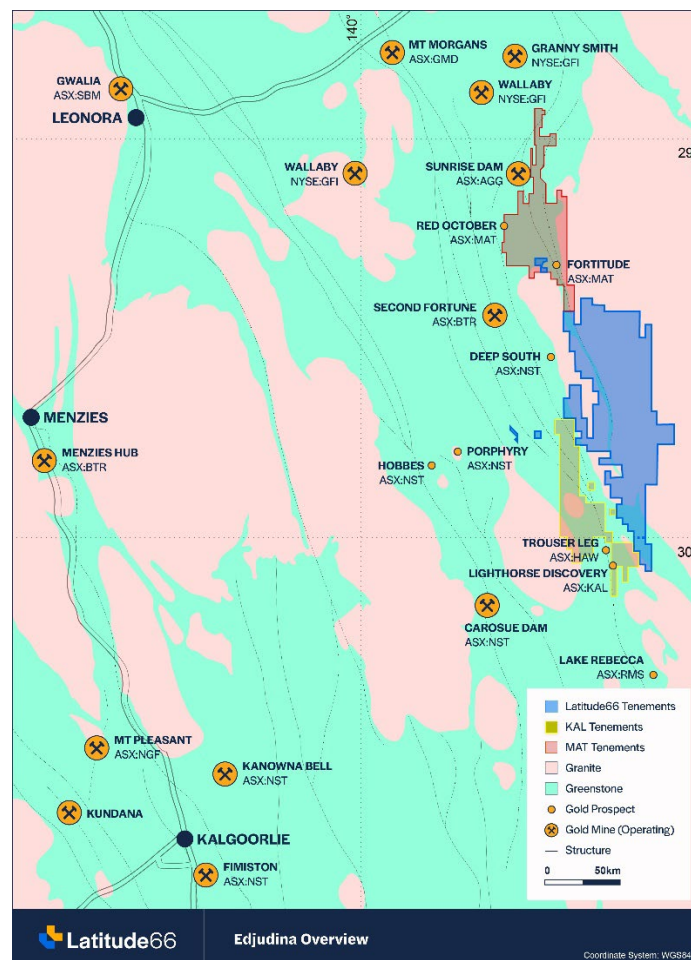 140°
MT MORGANS
ASX:GMD
GRANNY SMITH
NYSE:GFI
GWALIA
ASX:SBM
WALLABY
NYSE:GFI
LEONORA
29
WALLABY
NYSE:GFI
SUNRISE DAM
ASX:AGG
RED OCTOBER
ASX:MAT
FORTITUDE
ASX:MAT
SECOND FORTUNE
ASX:BTR
DEEP SOUTH
ASX:NST
MENZIES
MENZIES HUB
ASX:BTR
PORPHYRY
ASX:NST
HOBBES
ASX:NST
30
TROUSER LEG
ASX:HAW
LIGHTHORSE DISCOVERY
ASX:KAL
CAROSUE DAM
ASX:NST
LAKE REBECCA
ASX:RMS
MT PLEASANT
ASX:NGF
KANOWNA BELL
ASX:NST
KUNDANA
KALGOORLIE
FIMISTON
ASX:NST
Latitude66 Tenements
KAL Tenements
MAT Tenements
Granite
Greenstone
Gold Prospect
Gold Mine (Operating)
Structure
0 50km
Latitude66
Edjudina Overview
Coordinate System: WGS84